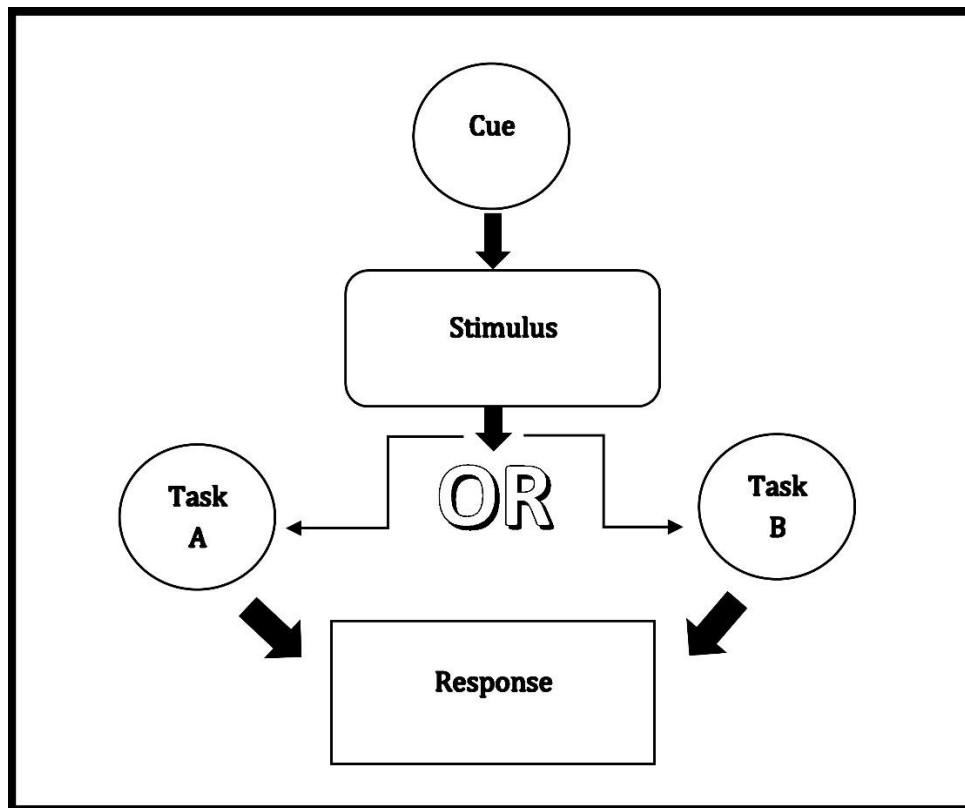 Cue
Stimulus
OR
Task
A
Task
B
Response